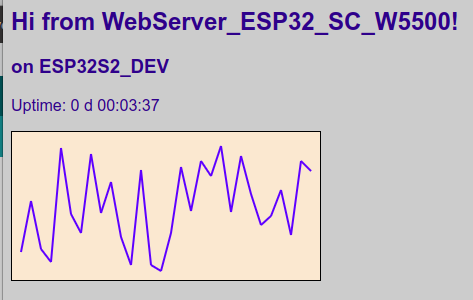 Hi from WebServer_ESP32_SC_W5500!
on ESP32S2_DEV
Uptime: 0 d 00:03:37